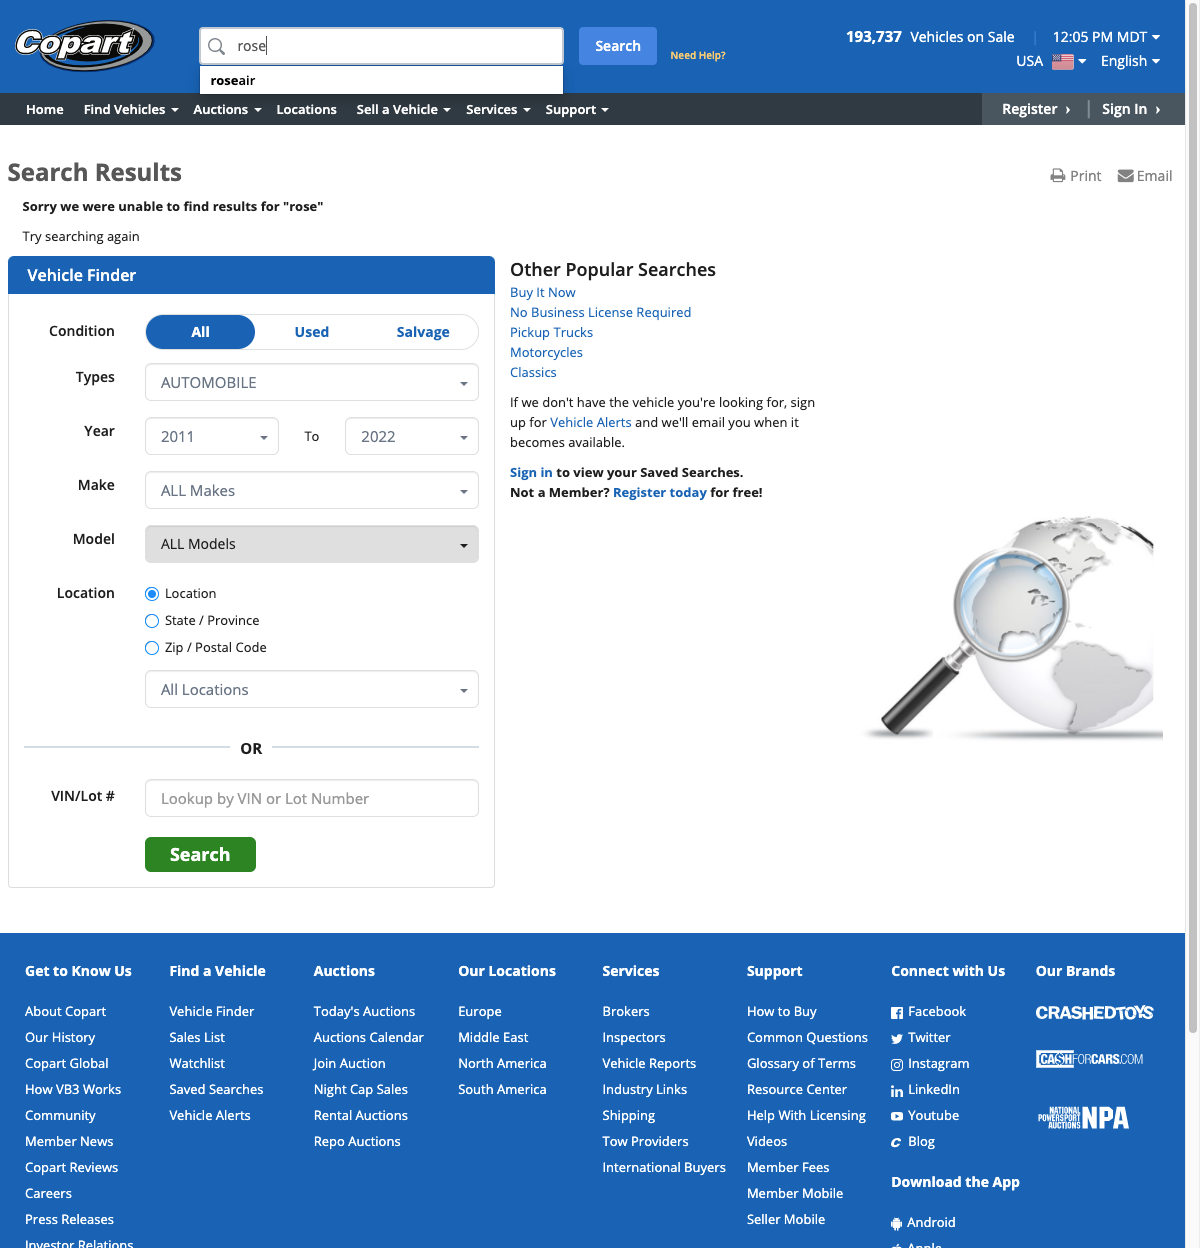 Copart
rose
Search
Need Help?
193,737 Vehicles on Sale
12:05 PM MDT
USA
English
roseair
Home
Find Vehicles
Auctions
Locations
Sell a Vehicle
Services
Support
Register ›
Sign In ›
Search Results
Print
Email
Sorry we were unable to find results for "rose"
Try searching again
Vehicle Finder
Condition
All
Used
Salvage
Types
AUTOMOBILE
Year
2011
To
2022
Make
ALL Makes
Model
ALL Models
Location
Location
State / Province
Zip / Postal Code
All Locations
OR
VIN/Lot #
Lookup by VIN or Lot Number
Search
Other Popular Searches
Buy It Now
No Business License Required
Pickup Trucks
Motorcycles
Classics
If we don't have the vehicle you're looking for, sign
up for Vehicle Alerts and we'll email you when it
becomes available.
Sign in to view your Saved Searches.
Not a Member? Register today for free!
Get to Know Us
About Copart
Our History
Copart Global
How VB3 Works
Community
Member News
Copart Reviews
Careers
Press Releases
Investor Relations
Find a Vehicle
Vehicle Finder
Sales List
Watchlist
Saved Searches
Vehicle Alerts
Auctions
Today's Auctions
Auctions Calendar
Join Auction
Night Cap Sales
Rental Auctions
Repo Auctions
Our Locations
Europe
Middle East
North America
South America
Services
Brokers
Inspectors
Vehicle Reports
Industry Links
Shipping
Tow Providers
International Buyers
Support
How to Buy
Common Questions
Glossary of Terms
Resource Center
Help With Licensing
Videos
Member Fees
Member Mobile
Seller Mobile
Connect with Us
Facebook
Twitter
Instagram
LinkedIn
Youtube
Blog
Download the App
Android
Apple
Our Brands
CRASHEDTOYS
CASHFORCARS.COM
NATIONAL
POWERSPORT
AUCTIONS
NPA